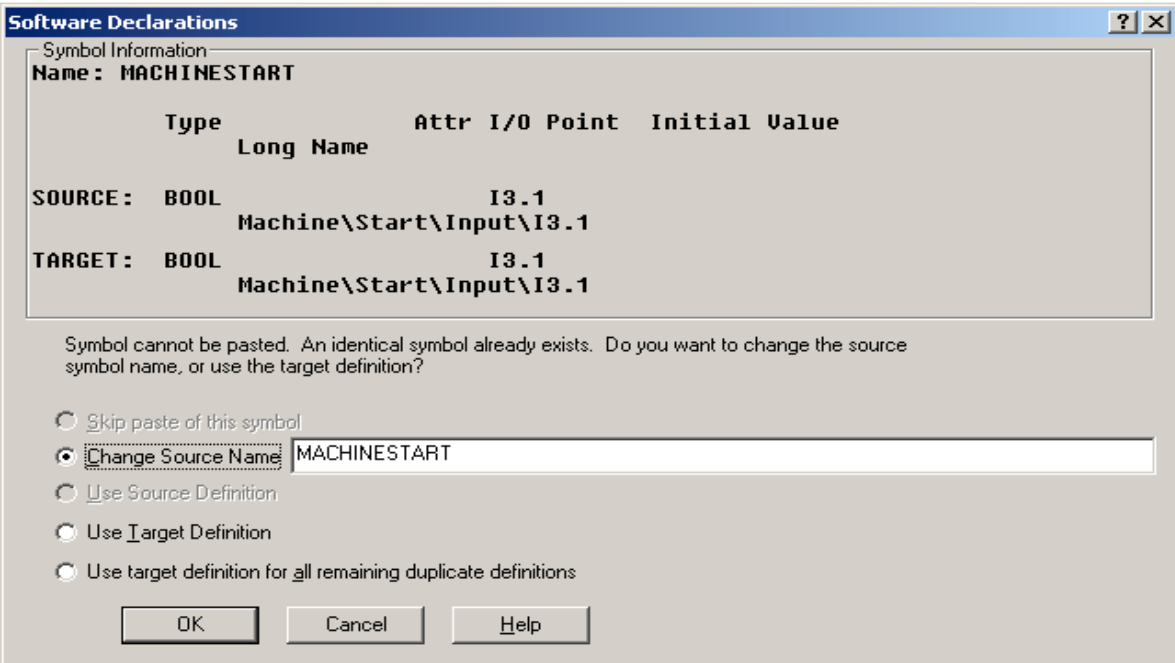 Software Declarations
Symbol Information
Name: MACHINESTART
Type Attr I/O Point Initial Value
Long Name
SOURCE: BOOL I3.1
Machine\Start\Input\I3.1
TARGET: BOOL I3.1
Machine\Start\Input\I3.1
Symbol cannot be pasted. An identical symbol already exists. Do you want to change the source
symbol name, or use the target definition?
Skip paste of this symbol
Change Source Name MACHINESTART
Use Source Definition
Use Target Definition
Use target definition for all remaining duplicate definitions
OK Cancel Help